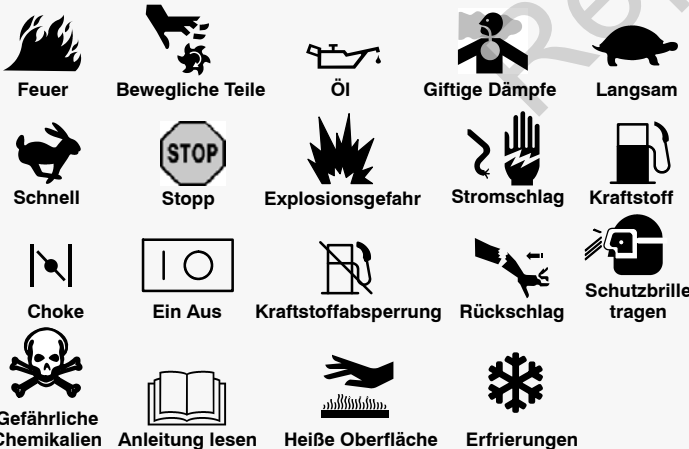 Feuer
Bewegliche Teile
Öl
Giftige Dämpfe
Langsam
STOP
Schnell
Stopp
Explosionsgefahr
Stromschlag
Kraftstoff
Choke
Ein Aus
Kraftstoffabsperrung
Rückschlag
Schutzbrille
tragen
Gefährliche
Chemikalien
Anleitung lesen
Heiße Oberfläche
Erfrierungen